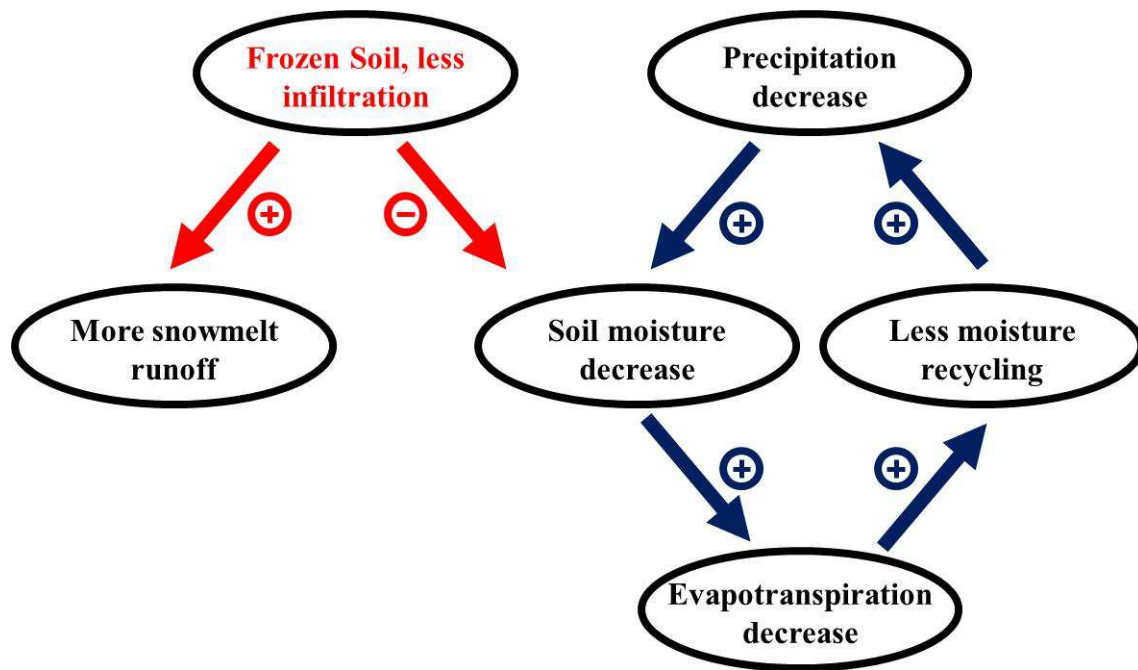 Frozen Soil, less
infiltration
Precipitation
decrease
+
−
+
+
More snowmelt
runoff
Soil moisture
decrease
Less moisture
recycling
+
+
Evapotranspiration
decrease